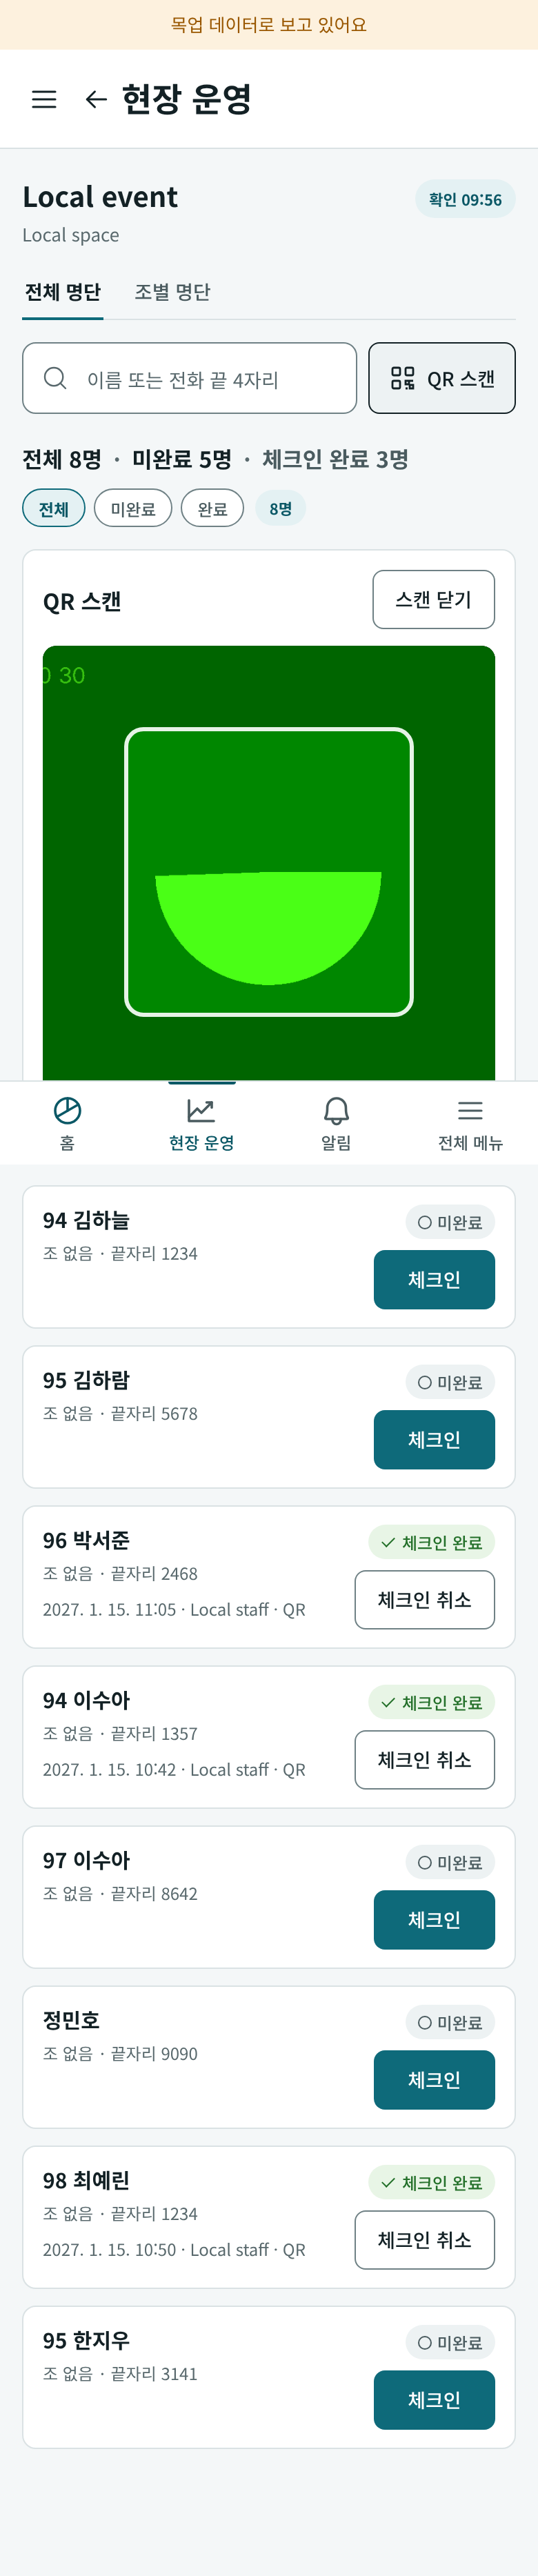 목업 데이터로 보고 있어요
현장 운영
Local event
확인 09:56
Local space
전체 명단 조별 명단
이름 또는 전화 끝 4자리
QR 스캔
전체 8명 · 미완료 5명 · 체크인 완료 3명
전체 미완료 완료 8명
QR 스캔
스캔 닫기
30
홈 현장 운영 알림 전체 메뉴
94 김하늘
미완료
조 없음 · 끝자리 1234
체크인
95 김하람
미완료
조 없음 · 끝자리 5678
체크인
96 박서준
체크인 완료
조 없음 · 끝자리 2468
2027. 1. 15. 11:05 · Local staff · QR
체크인 취소
94 이수아
체크인 완료
조 없음 · 끝자리 1357
2027. 1. 15. 10:42 · Local staff · QR
체크인 취소
97 이수아
미완료
조 없음 · 끝자리 8642
체크인
정민호
미완료
조 없음 · 끝자리 9090
체크인
98 최예린
체크인 완료
조 없음 · 끝자리 1234
2027. 1. 15. 10:50 · Local staff · QR
체크인 취소
95 한지우
미완료
조 없음 · 끝자리 3141
체크인